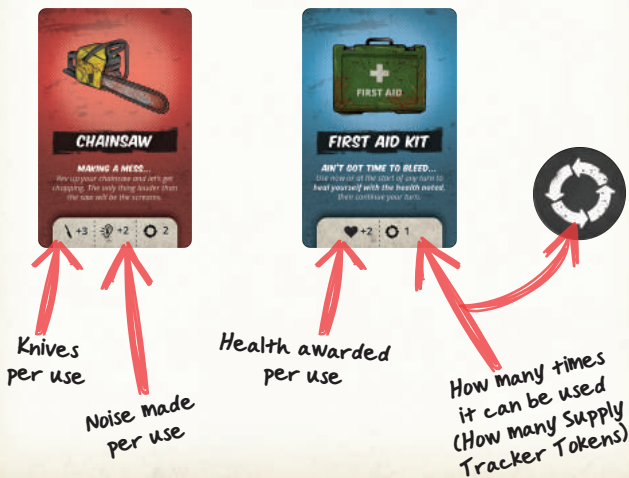 FIRST AID
CHAINSAW
MAKING A MESS...
Rev up your chainsaw and let's get
chopping. The only thing louder than
the saw will be the screams.
+3 +2 2
FIRST AID KIT
AIN'T GOT TIME TO BLEED...
Use now or at the start of any turn to
heal yourself with the health noted,
then continue your turn.
+2 1
Knives
per use
Noise made
per use
Health awarded
per use
How many times
it can be used
(How many Supply
Tracker Tokens)